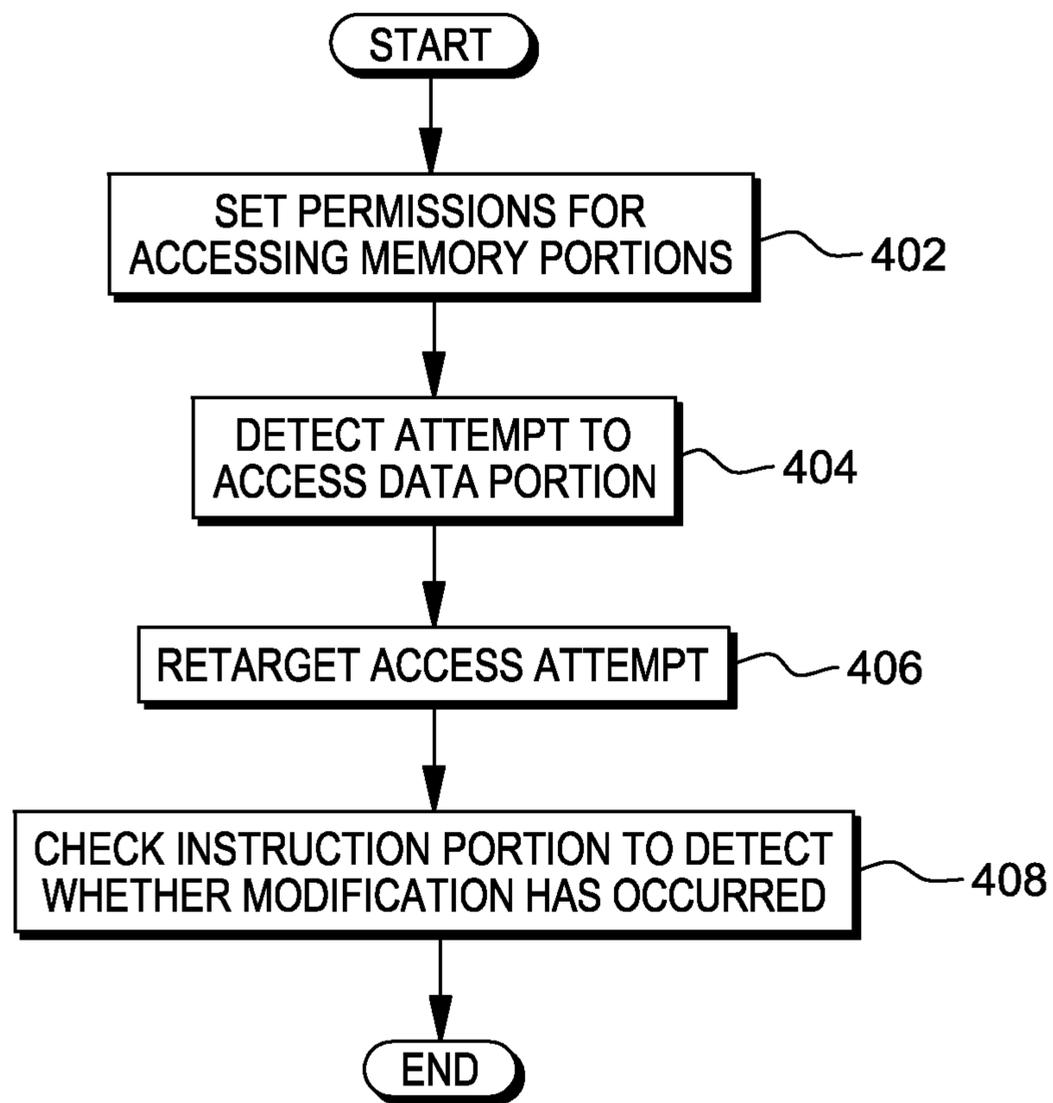 START
SET PERMISSIONS FOR
ACCESSING MEMORY PORTIONS
402
DETECT ATTEMPT TO
ACCESS DATA PORTION
404
RETARGET ACCESS ATTEMPT
406
CHECK INSTRUCTION PORTION TO DETECT
WHETHER MODIFICATION HAS OCCURRED
408
END